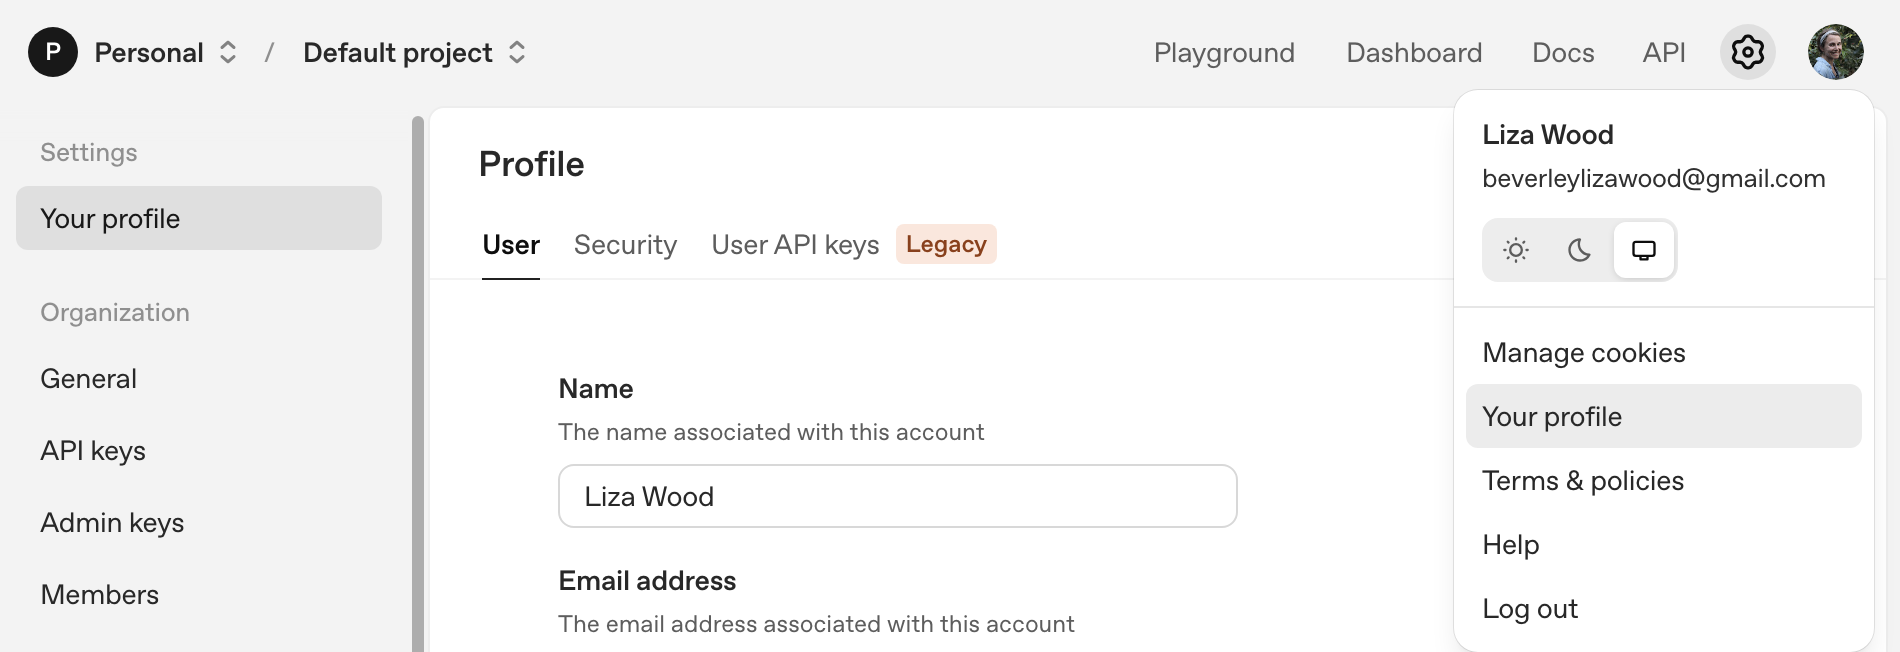 P Personal / Default project Playground Dashboard Docs API
Settings
Your profile
Organization
General
API keys
Admin keys
Members
Profile
User Security User API keys Legacy
Name
The name associated with this account
Liza Wood
Email address
The email address associated with this account
Liza Wood
beverleylizawood@gmail.com
Manage cookies
Your profile
Terms & policies
Help
Log out